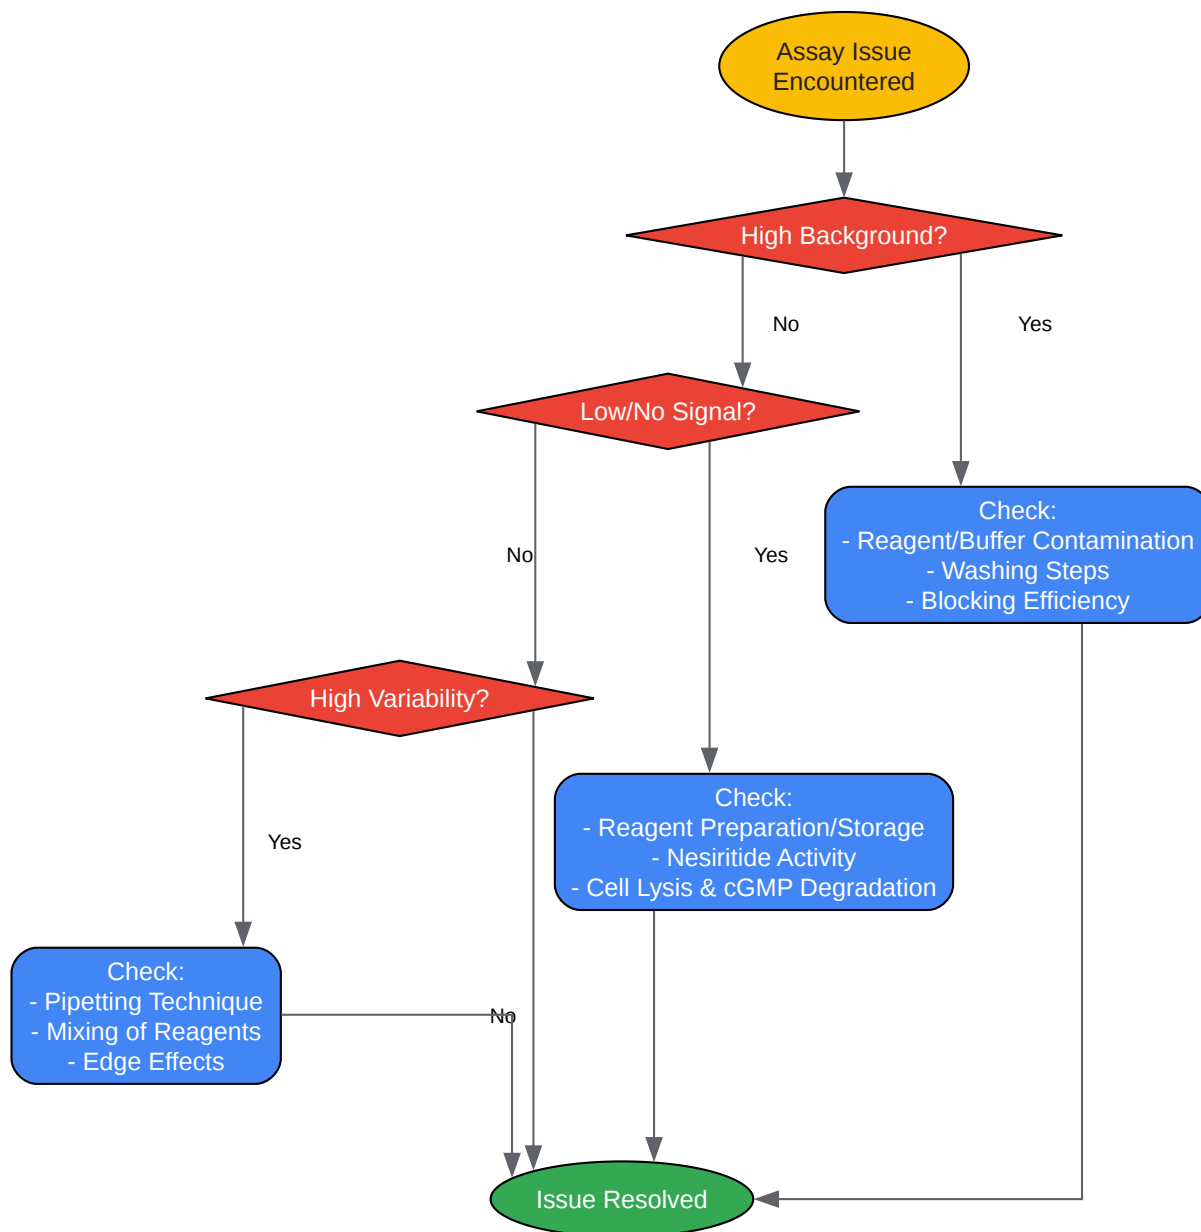 Assay Issue
Encountered
High Background?
No
Yes
Low/No Signal?
No
Yes
Check:
- Reagent/Buffer Contamination
- Washing Steps
- Blocking Efficiency
High Variability?
Yes
Check:
- Reagent Preparation/Storage
- Nesiritide Activity
- Cell Lysis & cGMP Degradation
Check:
- Pipetting Technique
- Mixing of Reagents
- Edge Effects
No
Issue Resolved